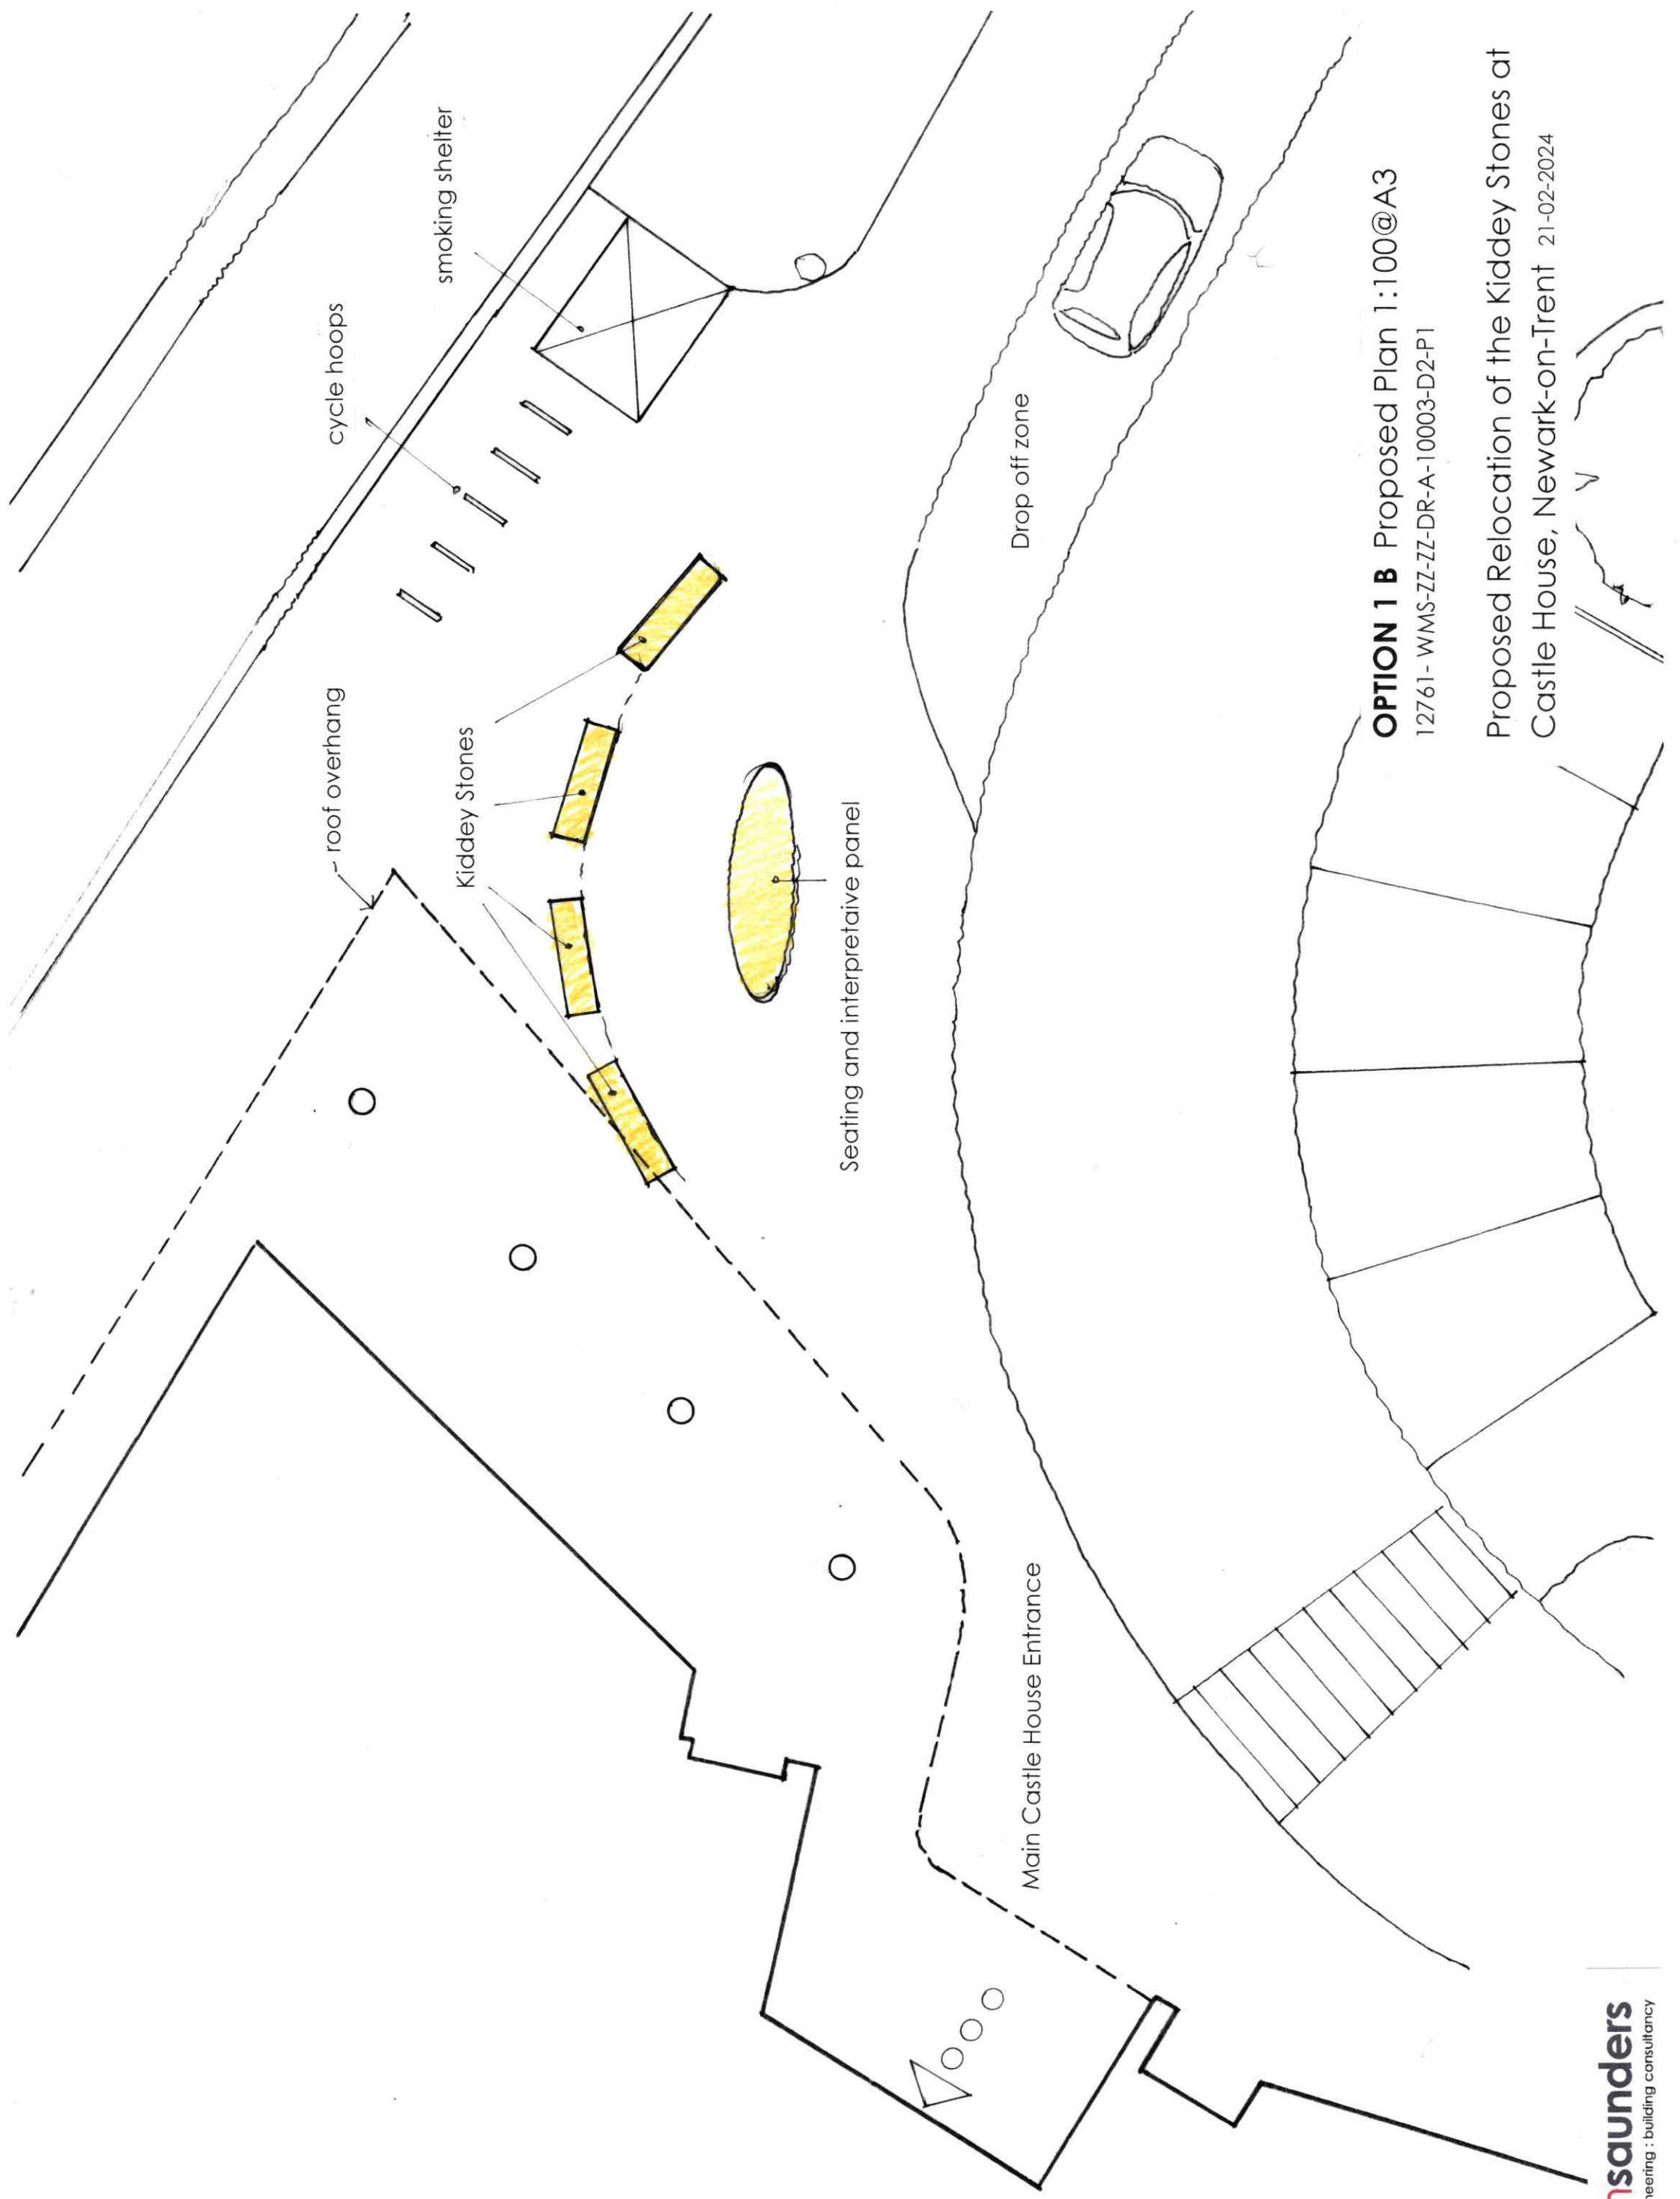 smoking shelter
cycle hoops
roof overhang
Kiddey Stones
Seating and interpretaive panel
Drop off zone
Main Castle House Entrance
OPTION 1 B Proposed Plan 1:100@A3
12761- WMS-ZZ-ZZ-DR-A-10003-D2-P1
Proposed Relocation of the Kiddey Stones at
Castle House, Newark-on-Trent 21-02-2024
saunders
building consultancy